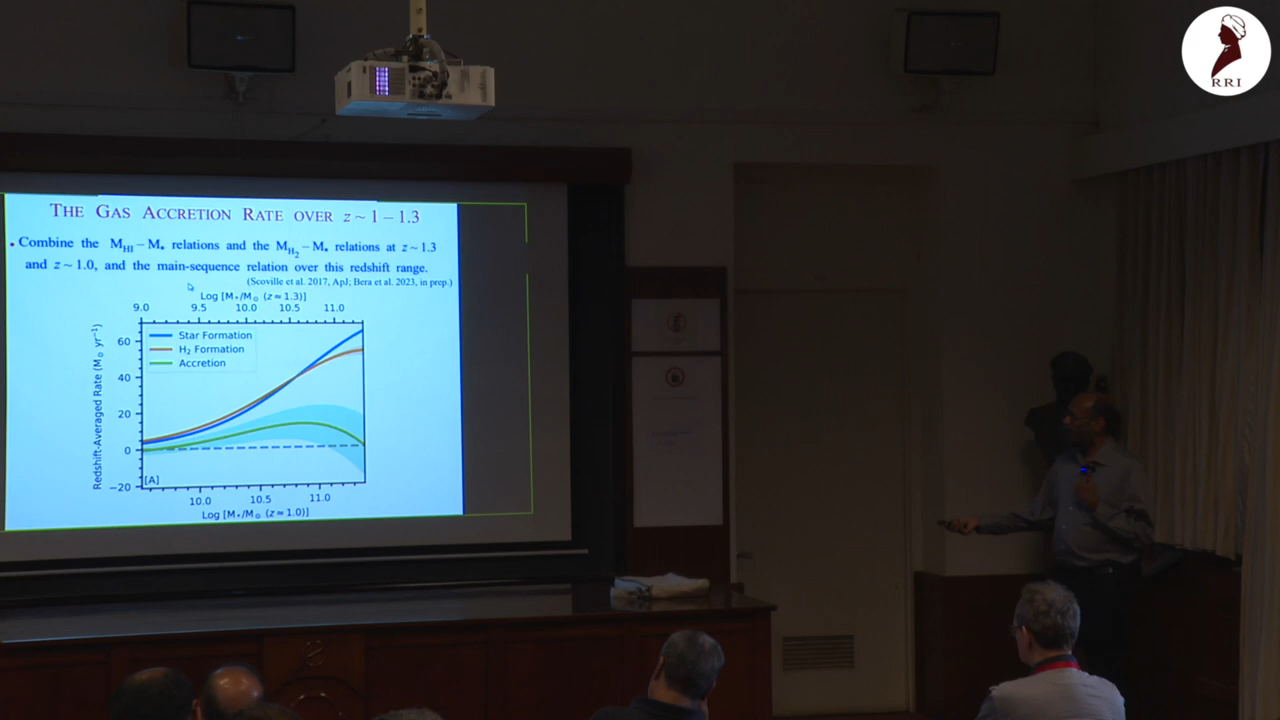 RRI
THE GAS ACCRETION RATE OVER z ~ 1 – 1.3
• Combine the M_HI – M* relations and the M_H2 – M* relations at z ~ 1.3
and z ~ 1.0, and the main-sequence relation over this redshift range.
(Scoville et al. 2017, ApJ; Bera et al. 2023, in prep.)
Log [M*/M⊙ (z ≈ 1.3)]
9.0 9.5 10.0 10.5 11.0
Star Formation
H2 Formation
Accretion
Redshift-Averaged Rate (M⊙ yr⁻¹)
60
40
20
0
−20
[A]
10.0 10.5 11.0
Log [M*/M⊙ (z ≈ 1.0)]